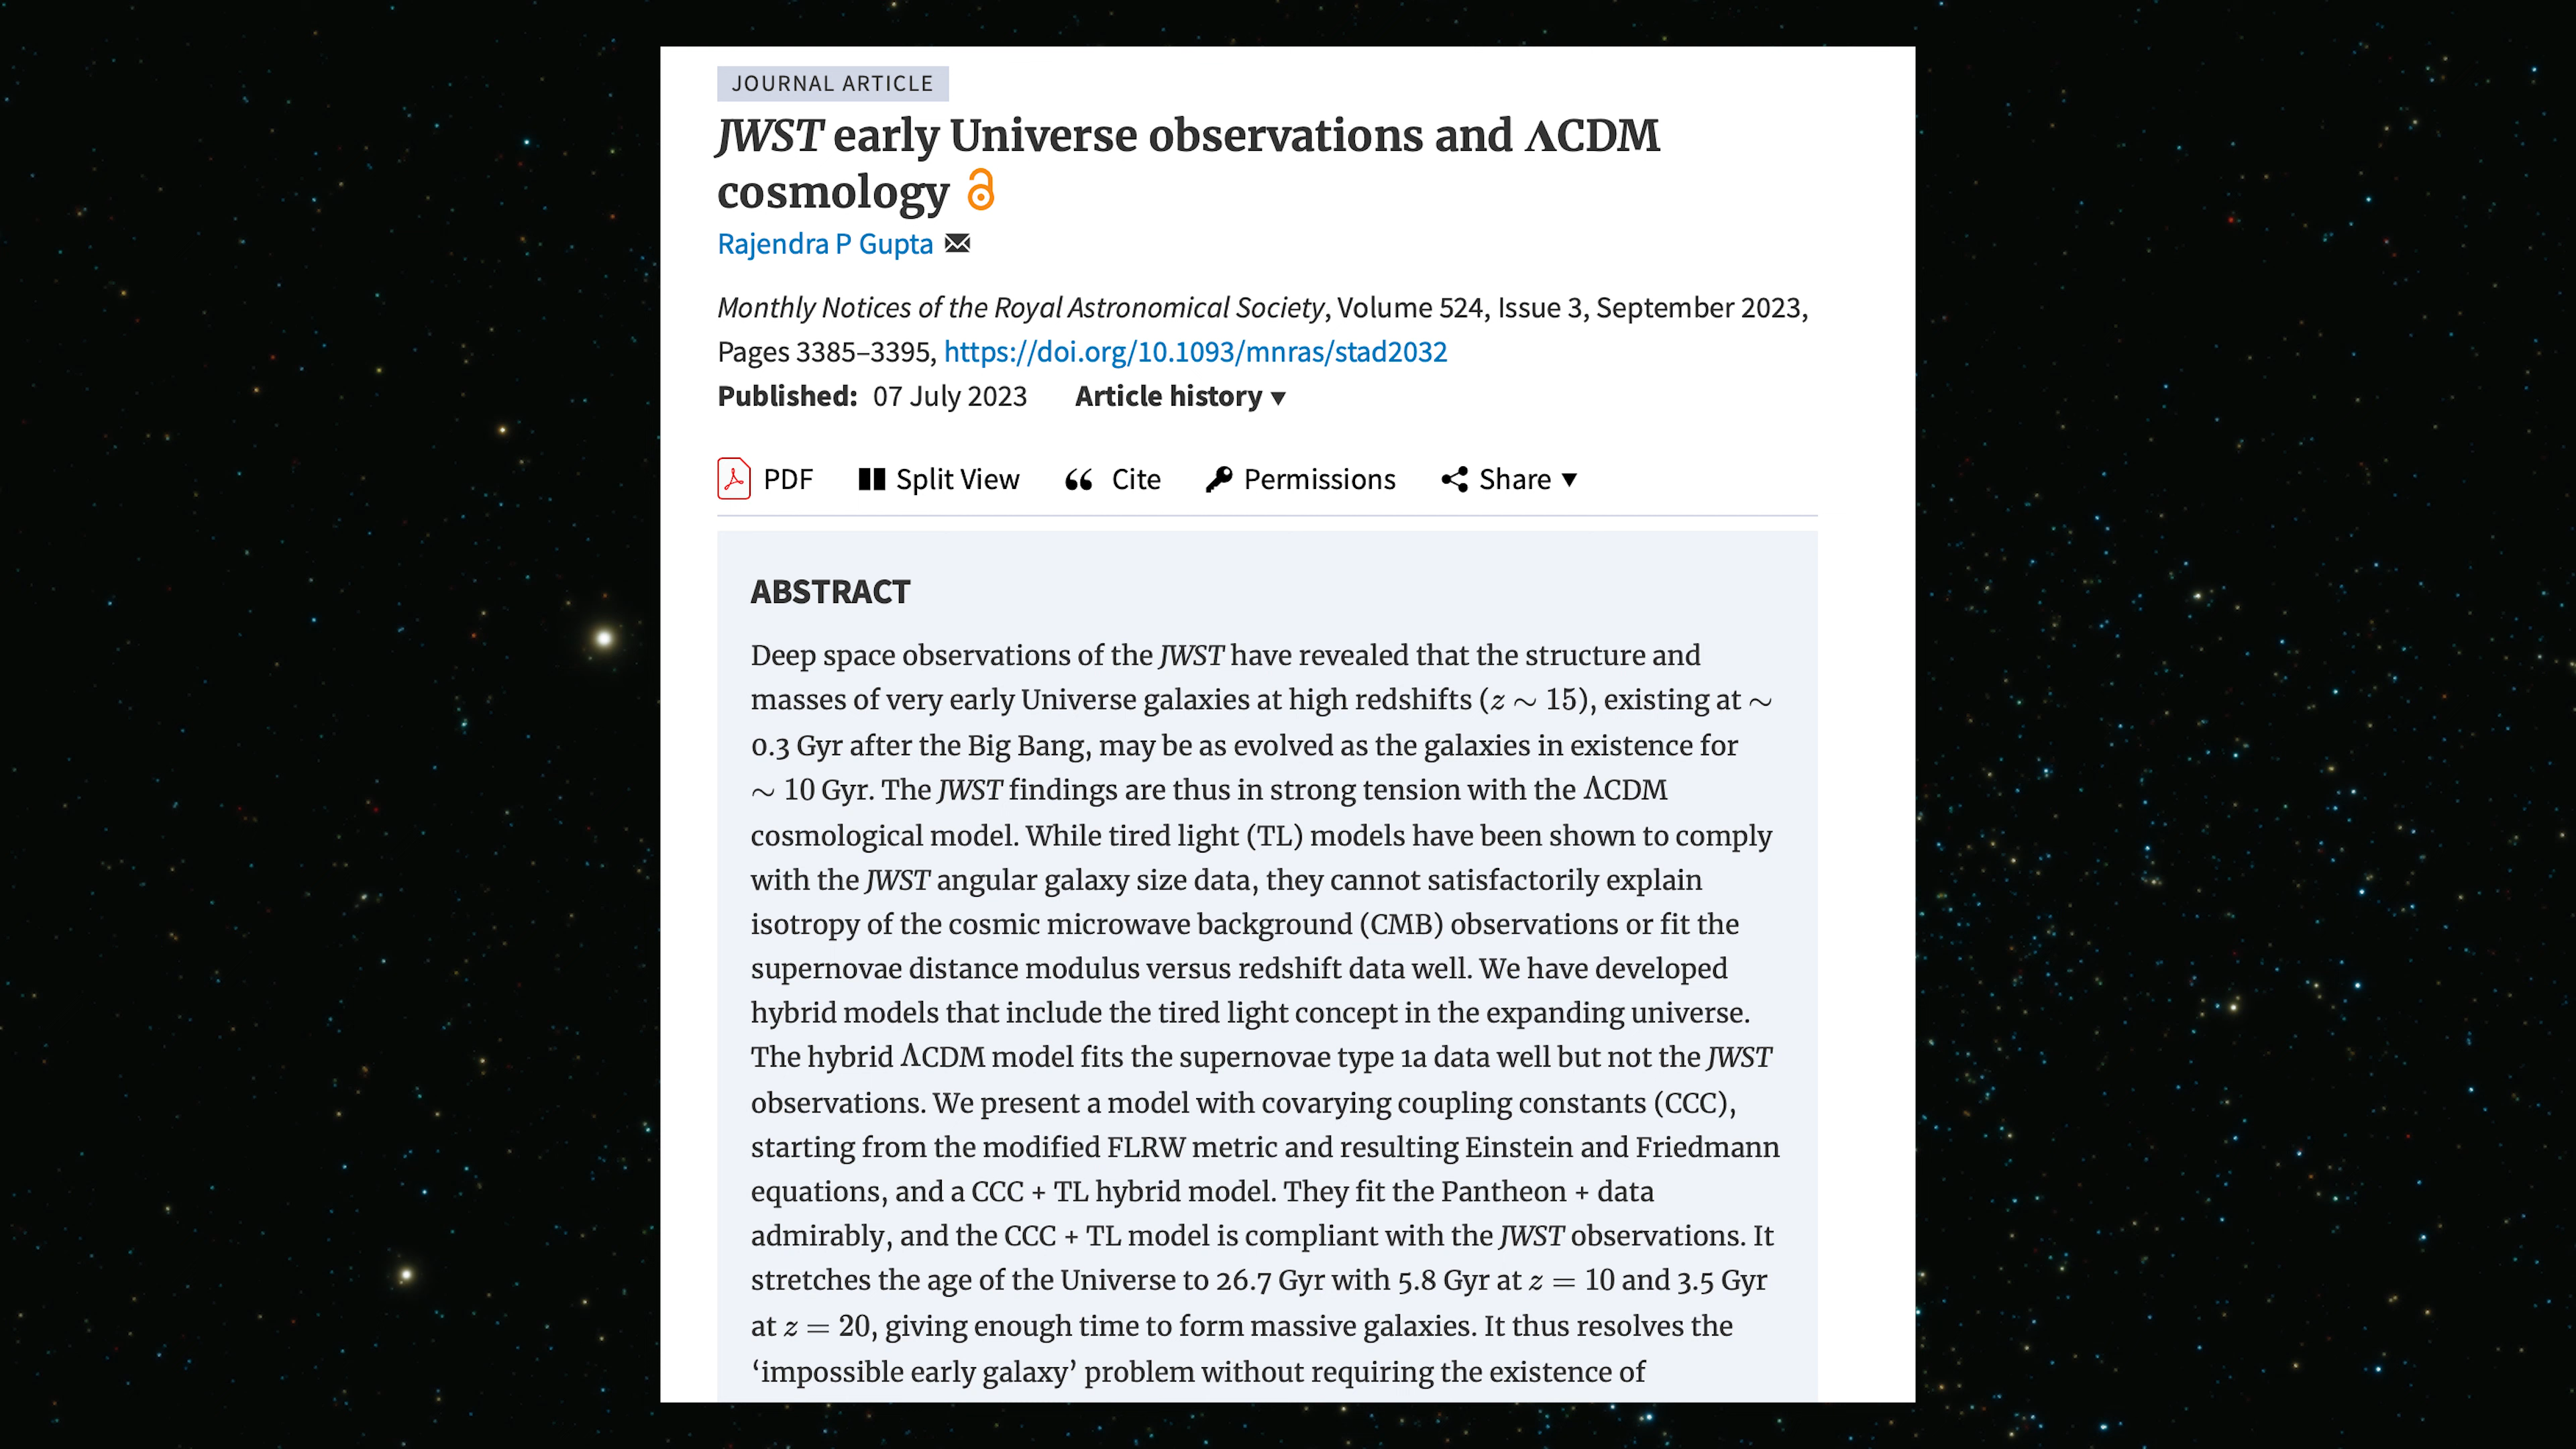 JOURNAL ARTICLE
JWST early Universe observations and ΛCDM
cosmology
Rajendra P Gupta
Monthly Notices of the Royal Astronomical Society, Volume 524, Issue 3, September 2023,
Pages 3385–3395, https://doi.org/10.1093/mnras/stad2032
Published: 07 July 2023 Article history ▼
PDF Split View Cite Permissions Share ▼
ABSTRACT
Deep space observations of the JWST have revealed that the structure and
masses of very early Universe galaxies at high redshifts (z ∼ 15), existing at ∼
0.3 Gyr after the Big Bang, may be as evolved as the galaxies in existence for
∼ 10 Gyr. The JWST findings are thus in strong tension with the ΛCDM
cosmological model. While tired light (TL) models have been shown to comply
with the JWST angular galaxy size data, they cannot satisfactorily explain
isotropy of the cosmic microwave background (CMB) observations or fit the
supernovae distance modulus versus redshift data well. We have developed
hybrid models that include the tired light concept in the expanding universe.
The hybrid ΛCDM model fits the supernovae type 1a data well but not the JWST
observations. We present a model with covarying coupling constants (CCC),
starting from the modified FLRW metric and resulting Einstein and Friedmann
equations, and a CCC + TL hybrid model. They fit the Pantheon + data
admirably, and the CCC + TL model is compliant with the JWST observations. It
stretches the age of the Universe to 26.7 Gyr with 5.8 Gyr at z = 10 and 3.5 Gyr
at z = 20, giving enough time to form massive galaxies. It thus resolves the
‘impossible early galaxy’ problem without requiring the existence of